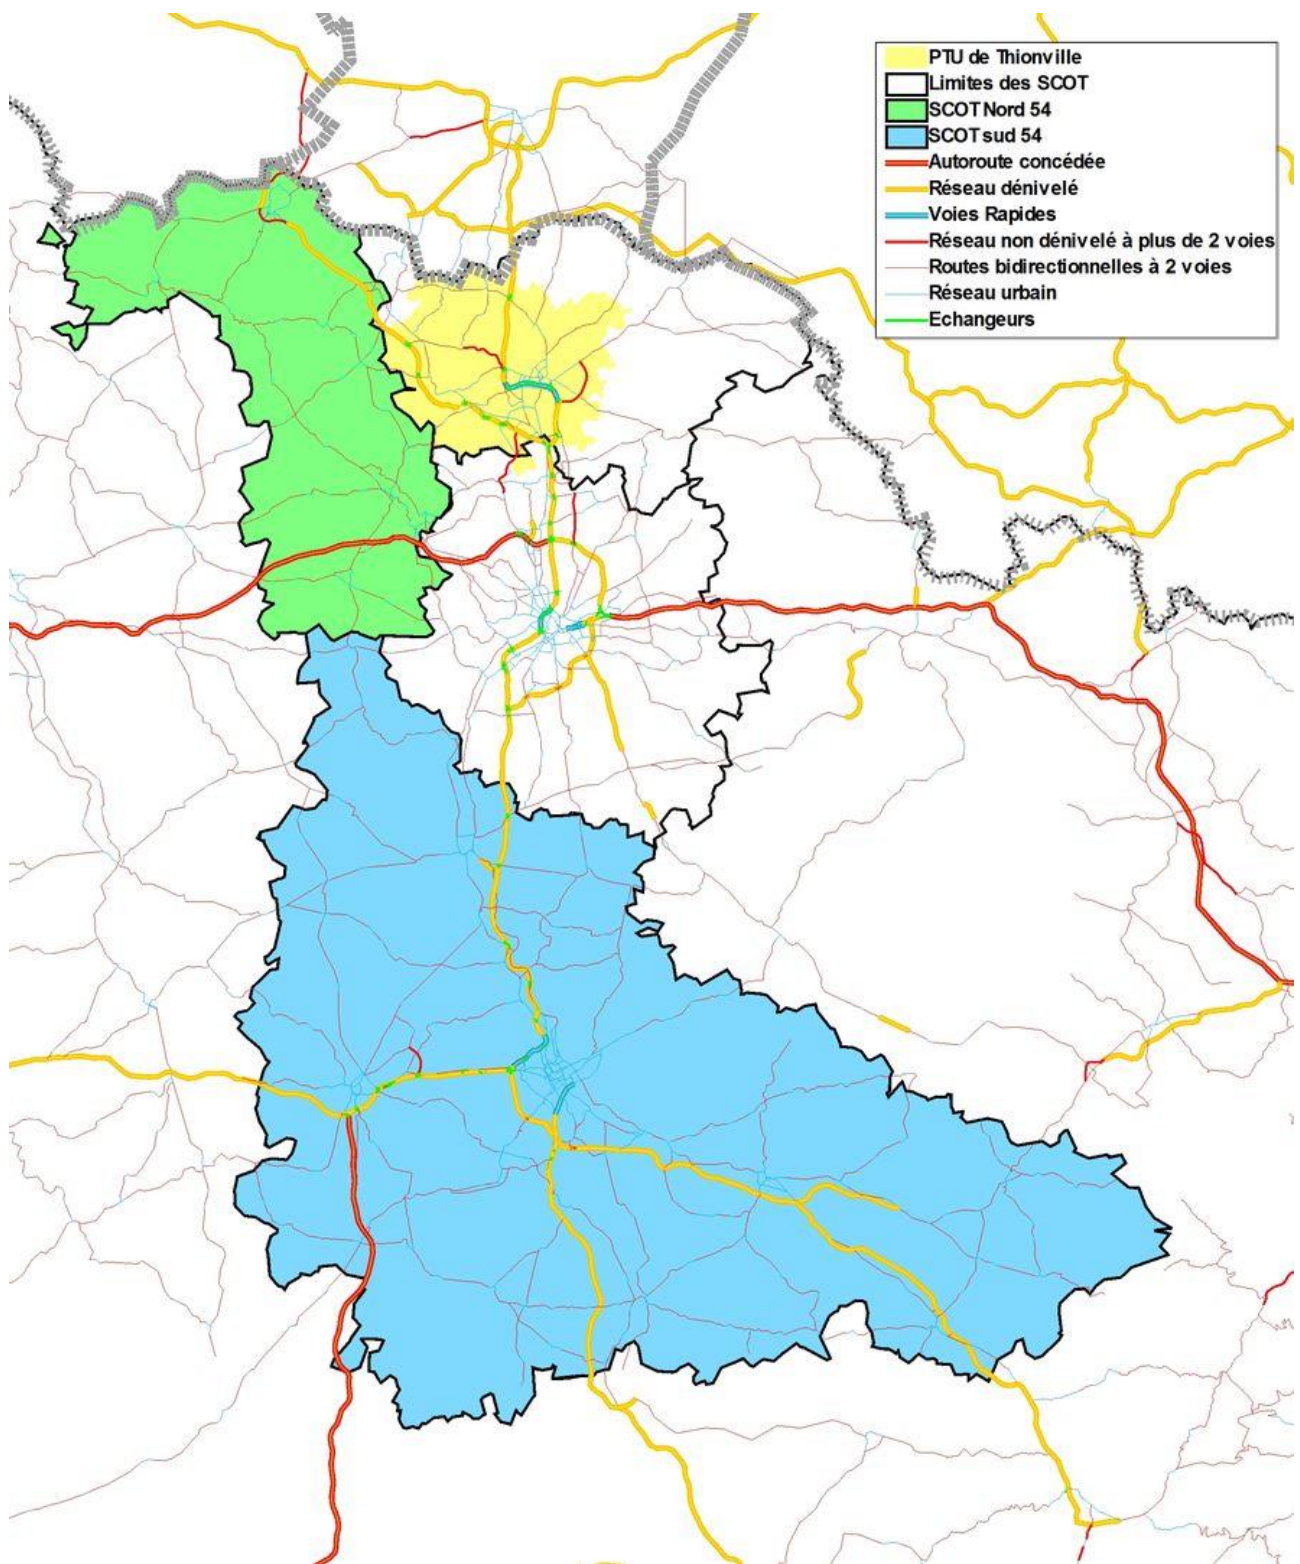 PTU de Thionville
Limites des SCOT
SCOT Nord 54
SCOT sud 54
Autoroute concédée
Réseau dénivelé
Voies Rapides
Réseau non dénivelé à plus de 2 voies
Routes bidirectionnelles à 2 voies
Réseau urbain
Echangeurs